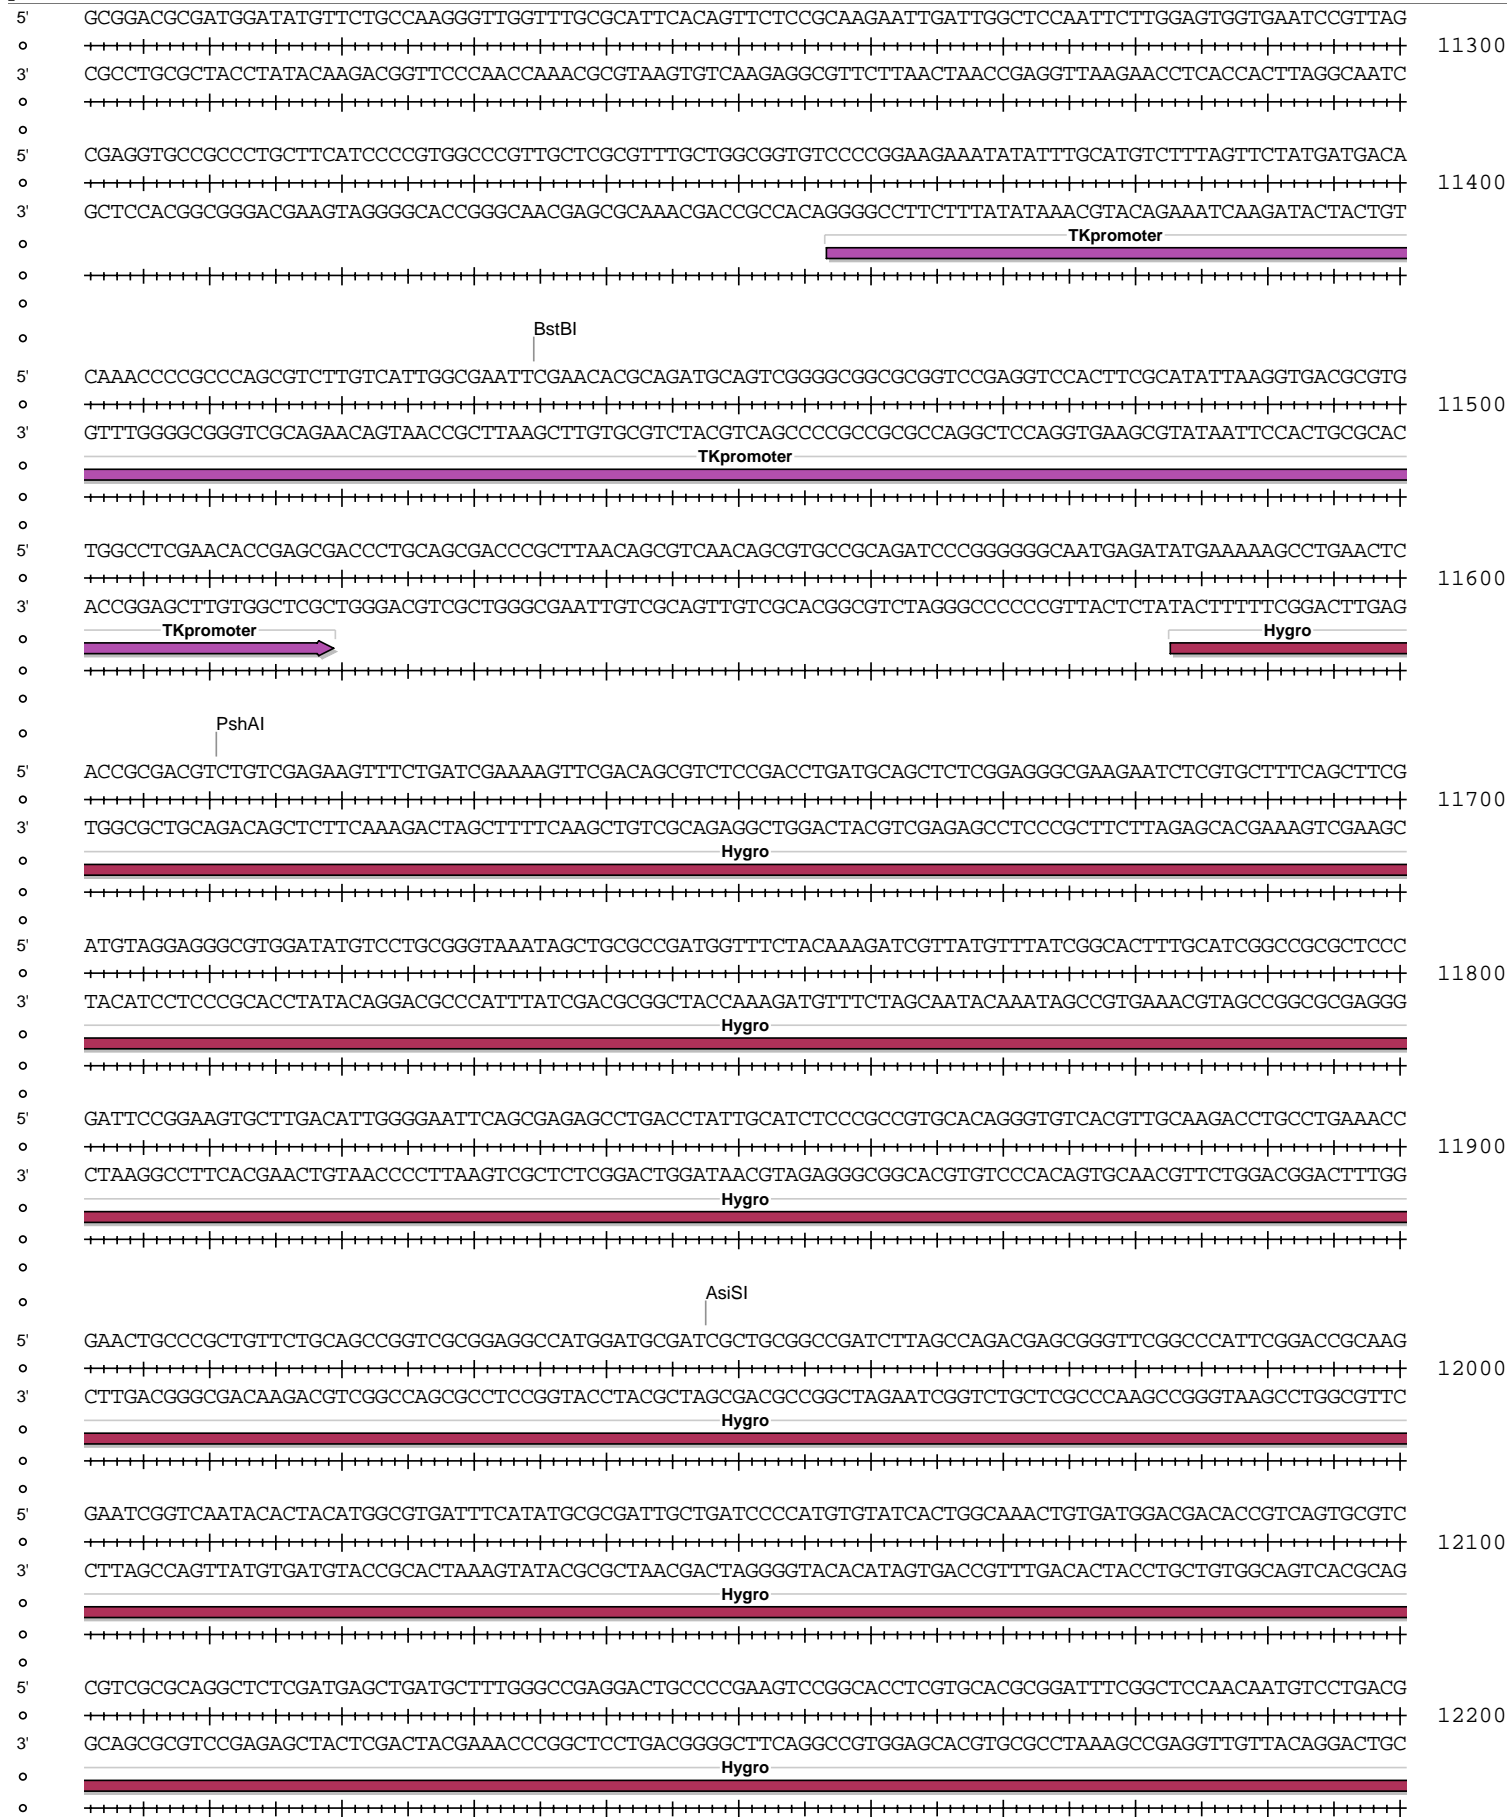 5' GCGGACGCGATGGATATGTTCTGCCAAGGGTTGGTTTGCGCATTCACAGTTCTCCGCAAGAATTGATTGGCTCCAATTCTTGGAGTGGTGAATCCGTTAG
11300
3' CGCCTGCGCTACCTATACAAGACGGTTCCCAACCAAACGCGTAAGTGTCAAGAGGCGTTCTTAACTAACCGAGGTTAAGAACCTCACCACTTAGGCAATC
5' CGAGGTGCCGCCCTGCTTCATCCCCGTGGCCCGTTGCTCGCGTTTGCTGGCGGTGTCCCCGGAAGAAATATATTTGCATGTCTTTAGTTCTATGATGACA
11400
3' GCTCCACGGCGGGACGAAGTAGGGGCACCGGGCAACGAGCGCAAACGACCGCCACAGGGGCCTTCTTTATATAAACGTACAGAAATCAAGATACTACTGT
TKpromoter
BstBI
5' CAAACCCCGCCCAGCGTCTTGTCATTGGCGAATTCGAACACGCAGATGCAGTCGGGGCGGCGCGGTCCGAGGTCCACTTCGCATATTAAGGTGACGCGTG
11500
3' GTTTGGGGCGGGTCGCAGAACAGTAACCGCTTAAGCTTGTGCGTCTACGTCAGCCCCGCCGCGCCAGGCTCCAGGTGAAGCGTATAATTCCACTGCGCAC
TKpromoter
5' TGGCCTCGAACACCGAGCGACCCTGCAGCGACCCGCTTAACAGCGTCAACAGCGTGCCGCAGATCCCGGGGGGCAATGAGATATGAAAAAGCCTGAACTC
11600
3' ACCGGAGCTTGTGGCTCGCTGGGACGTCGCTGGGCGAATTGTCGCAGTTGTCGCACGGCGTCTAGGGCCCCCCGTTACTCTATACTTTTTCGGACTTGAG
TKpromoter Hygro
PshAI
5' ACCGCGACGTCTGTCGAGAAGTTTCTGATCGAAAAGTTCGACAGCGTCTCCGACCTGATGCAGCTCTCGGAGGGCGAAGAATCTCGTGCTTTCAGCTTCG
11700
3' TGGCGCTGCAGACAGCTCTTCAAAGACTAGCTTTTCAAGCTGTCGCAGAGGCTGGACTACGTCGAGAGCCTCCCGCTTCTTAGAGCACGAAAGTCGAAGC
Hygro
5' ATGTAGGAGGGCGTGGATATGTCCTGCGGGTAAATAGCTGCGCCGATGGTTTCTACAAAGATCGTTATGTTTATCGGCACTTTGCATCGGCCGCGCTCCC
11800
3' TACATCCTCCCGCACCTATACAGGACGCCCATTTATCGACGCGGCTACCAAAGATGTTTCTAGCAATACAAATAGCCGTGAAACGTAGCCGGCGCGAGGG
Hygro
5' GATTCCGGAAGTGCTTGACATTGGGGAATTCAGCGAGAGCCTGACCTATTGCATCTCCCGCCGTGCACAGGGTGTCACGTTGCAAGACCTGCCTGAAACC
11900
3' CTAAGGCCTTCACGAACTGTAACCCCTTAAGTCGCTCTCGGACTGGATAACGTAGAGGGCGGCACGTGTCCCACAGTGCAACGTTCTGGACGGACTTTGG
Hygro
AsiSI
5' GAACTGCCCGCTGTTCTGCAGCCGGTCGCGGAGGCCATGGATGCGATCGCTGCGGCCGATCTTAGCCAGACGAGCGGGTTCGGCCCATTCGGACCGCAAG
12000
3' CTTGACGGGCGACAAGACGTCGGCCAGCGCCTCCGGTACCTACGCTAGCGACGCCGGCTAGAATCGGTCTGCTCGCCCAAGCCGGGTAAGCCTGGCGTTC
Hygro
5' GAATCGGTCAATACACTACATGGCGTGATTTCATATGCGCGATTGCTGATCCCCATGTGTATCACTGGCAAACTGTGATGGACGACACCGTCAGTGCGTC
12100
3' CTTAGCCAGTTATGTGATGTACCGCACTAAAGTATACGCGCTAACGACTAGGGGTACACATAGTGACCGTTTGACACTACCTGCTGTGGCAGTCACGCAG
Hygro
5' CGTCGCGCAGGCTCTCGATGAGCTGATGCTTTGGGCCGAGGACTGCCCCGAAGTCCGGCACCTCGTGCACGCGGATTTCGGCTCCAACAATGTCCTGACG
12200
3' GCAGCGCGTCCGAGAGCTACTCGACTACGAAACCCGGCTCCTGACGGGGCTTCAGGCCGTGGAGCACGTGCGCCTAAAGCCGAGGTTGTTACAGGACTGC
Hygro